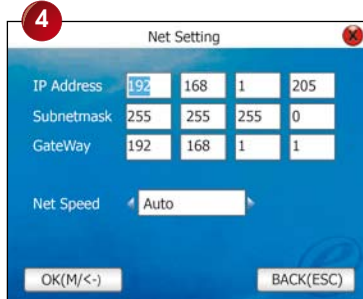 4
Net Setting
IP Address 192 168 1 205
Subnetmask 255 255 255 0
GateWay 192 168 1 1
Net Speed Auto
OK(M/<-) BACK(ESC)